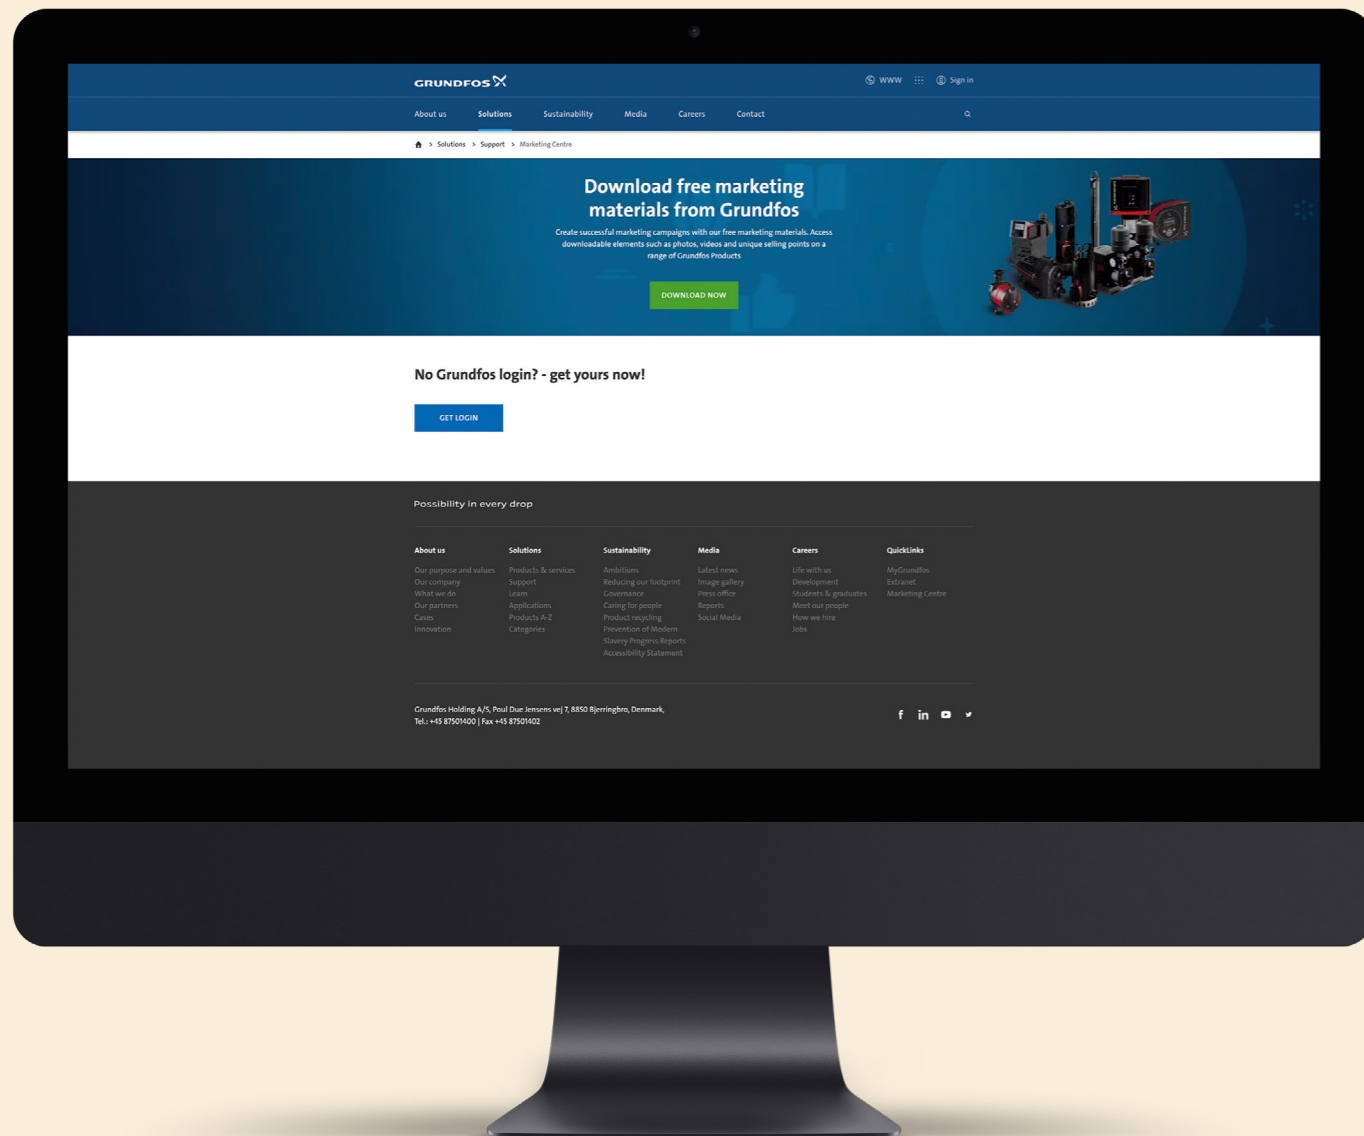 GRUNDFOS
WWW
Sign in
About us Solutions Sustainability Media Careers Contact
> Solutions > Support > Marketing Centre
Download free marketing
materials from Grundfos
Create successful marketing campaigns with our free marketing materials. Access
downloadable elements such as photos, videos and unique selling points on a
range of Grundfos Products
DOWNLOAD NOW
No Grundfos login? - get yours now!
GET LOGIN
Possibility in every drop
About us
Our purpose and values
Our company
What we do
Our partners
Cases
Innovation
Solutions
Products & services
Support
Learn
Applications
Products A-Z
Categories
Sustainability
Ambitions
Reducing our footprint
Governance
Caring for people
Product recycling
Prevention of Modern
Slavery Progress Reports
Accessibility Statement
Media
Latest news
Image gallery
Press office
Reports
Social Media
Careers
Life with us
Development
Students & graduates
Meet our people
How we hire
Jobs
QuickLinks
MyGrundfos
Extranet
Marketing Centre
Grundfos Holding A/S, Poul Due Jensens vej 7, 8850 Bjerringbro, Denmark,
Tel.: +45 87501400 | Fax +45 87501402